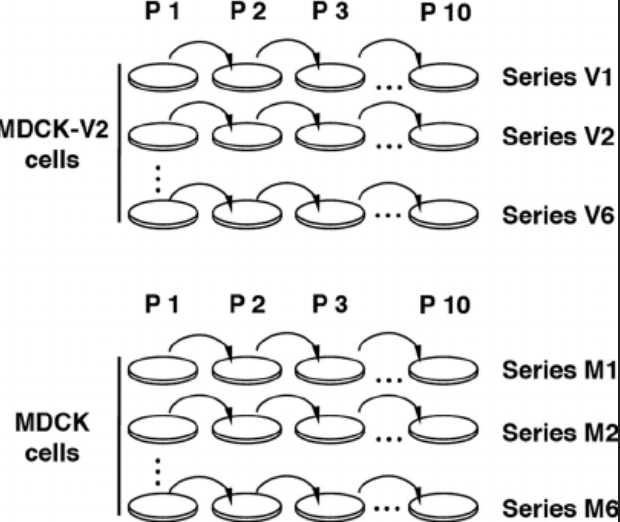 P 1 P 2 P 3 P 10
Series V1
MDCK-V2
cells
Series V2
...
Series V6
P 1 P 2 P 3 P 10
Series M1
MDCK
cells
Series M2
...
Series M6